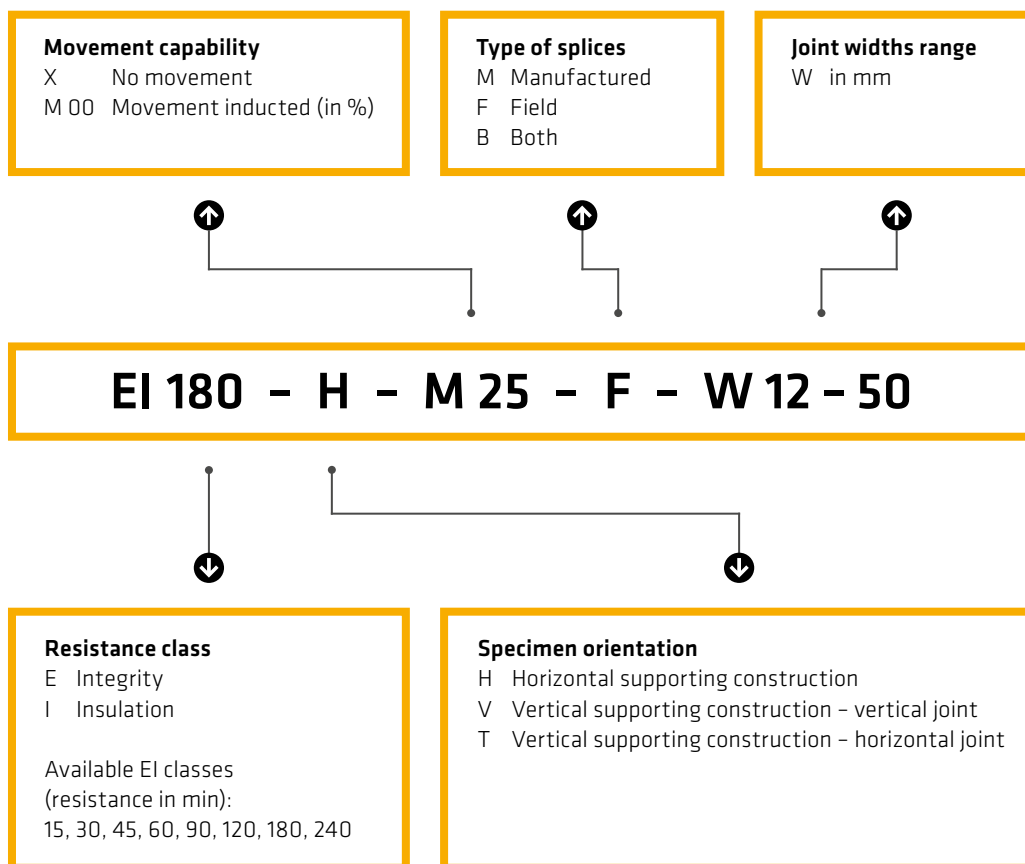 Movement capability
X No movement
M 00 Movement inducted (in %)
Type of splices
M Manufactured
F Field
B Both
Joint widths range
W in mm
EI 180 – H – M 25 – F – W 12 – 50
Resistance class
E Integrity
I Insulation
Available EI classes
(resistance in min):
15, 30, 45, 60, 90, 120, 180, 240
Specimen orientation
H Horizontal supporting construction
V Vertical supporting construction – vertical joint
T Vertical supporting construction – horizontal joint